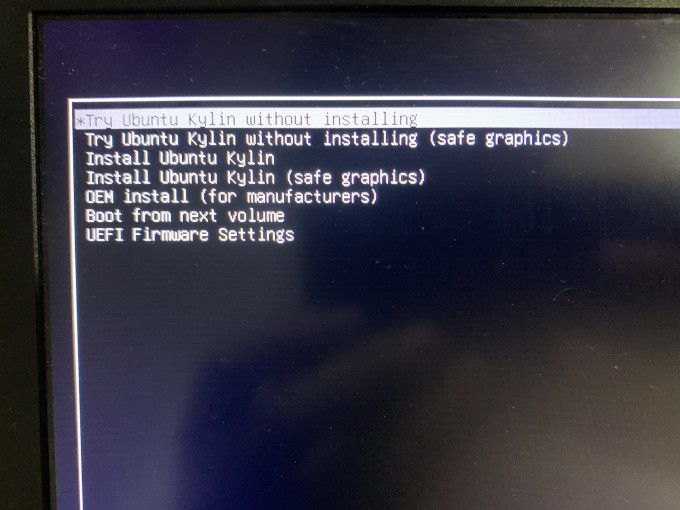 *Try Ubuntu Kylin without installing
Try Ubuntu Kylin without installing (safe graphics)
Install Ubuntu Kylin
Install Ubuntu Kylin (safe graphics)
OEM install (for manufacturers)
Boot from next volume
UEFI Firmware Settings